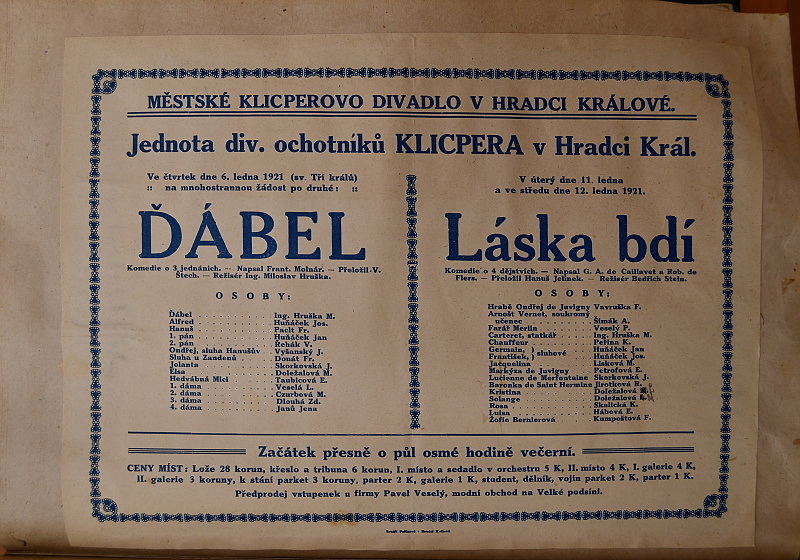 MĚSTSKÉ KLICPEROVO DIVADLO V HRADCI KRÁLOVÉ.
Jednota div. ochotníků KLICPERA v Hradci Král.
Ve čtvrtek dne 6. ledna 1921 (sv. Tří králů)
:: na mnohostrannou žádost po druhé: ::
ĎÁBEL
Komedie o 3 jednáních. — Napsal Frant. Molnár. — Přeložil V.
Štech. — Režisér Ing. Miloslav Hruška.
OSOBY:
Ďábel . . . . . . . . Ing. Hruška M.
Alfred . . . . . . . . Huňáček Jos.
Hanuš . . . . . . . . Paclt Fr.
1. pán . . . . . . . . Huňáček Jan
2. pán . . . . . . . . Řehák V.
Ondřej, sluha Hanušův . . Vyšanský J.
Sluha u Zandenů . . . . Donát Fr.
Jolanta . . . . . . . . Skorkovská J.
Elsa . . . . . . . . Doležalová M.
Hedvábná Mici . . . . Taubicová E.
1. dáma . . . . . . . . Veselá L.
2. dáma . . . . . . . . Czurbová M.
3. dáma . . . . . . . . Dlouhá Zd.
4. dáma . . . . . . . . Janů Jena
V úterý dne 11. ledna
a ve středu dne 12. ledna 1921.
Láska bdí
Komedie o 4 dějstvích. — Napsal G. A. de Caillavet a Rob. de
Flers. — Přeložil Hanuš Jelínek. — Režisér Bedřich Stein.
OSOBY:
Hrabě Ondřej de Juvigny Vavruška F.
Arnošt Vernet, soukromý
učenec . . . . . . . . Šimák A.
Farář Merlin . . . . . . Veselý P.
Carteret, statkář . . . . Ing. Hruška M.
Chauffeur . . . . . . . . Peřina K.
Germain, } sluhové . . Huňáček Jan
František, } sluhové . . Huňáček Jos.
Jacquelina . . . . . . Lisková M.
Markýza de Juvigny . . Petrofová E.
Lucienne de Merfontaine . Skorkovská J.
Baronka de Saint Hermine Jirotková R.
Kristina . . . . . . . . Doležalová
Solange . . . . . . . . Doležalová
Rosa . . . . . . . . Skalická K.
Luisa . . . . . . . . Hábová E.
Žofie Bernierová . . . . Kumpoštová F.
Začátek přesně o půl osmé hodině večerní.
CENY MÍST: Lože 28 korun, křeslo a tribuna 6 korun, I. místo a sedadlo v orchestru 5 K, II. místo 4 K, I. galerie 4 K,
II. galerie 3 koruny, k stání parket 3 koruny, parter 2 K, galerie 1 K, student, dělník, vojín parket 2 K, parter 1 K.
Předprodej vstupenek u firmy Pavel Veselý, modní obchod na Velké podsíni.